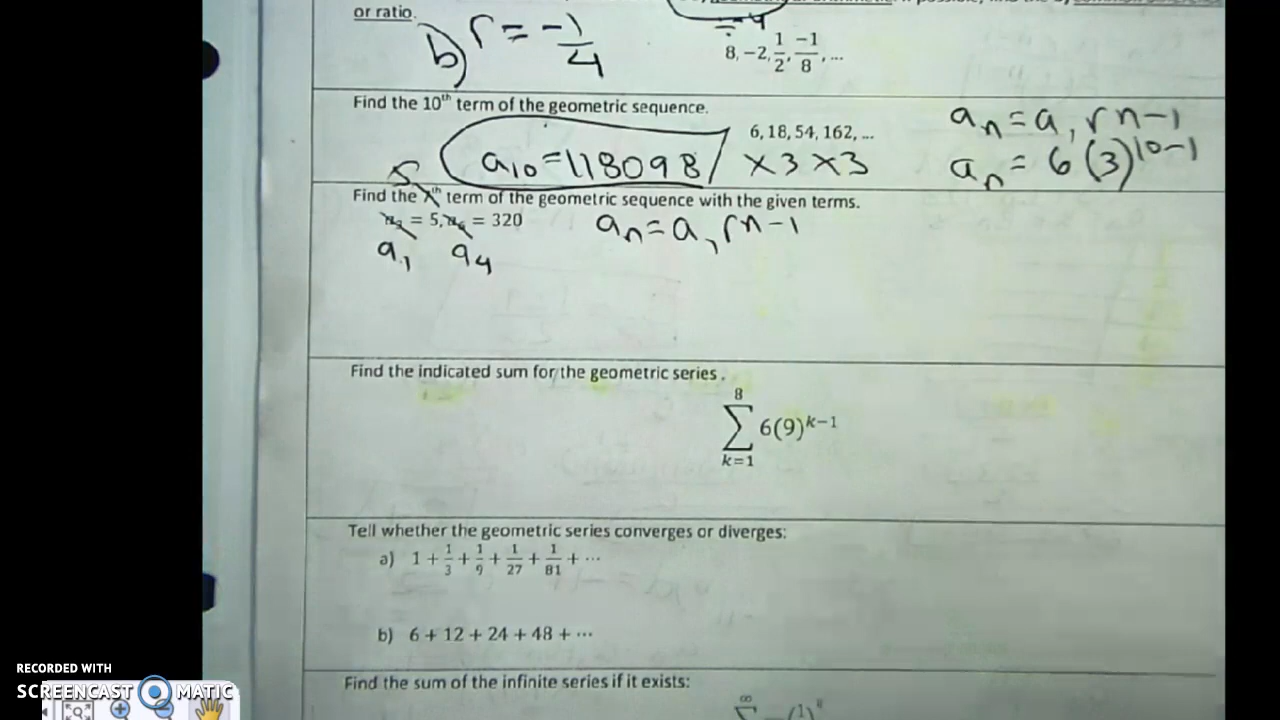 or ratio.
b) r = -1/4
÷-4
8, -2, 1/2, -1/8, ...
Find the 10th term of the geometric sequence.
6, 18, 54, 162, ...
×3 ×3
a10 = 118098
an = a1 r n-1
an = 6(3)^10-1
5
Find the th term of the geometric sequence with the given terms.
= 5, = 320
a1 a4
an = a1 r n-1
Find the indicated sum for the geometric series.
8
∑ 6(9)^k-1
k=1
Tell whether the geometric series converges or diverges:
a) 1 + 1/3 + 1/9 + 1/27 + 1/81 + ⋯
b) 6 + 12 + 24 + 48 + ⋯
Find the sum of the infinite series if it exists:
∞
RECORDED WITH
SCREENCAST MATIC